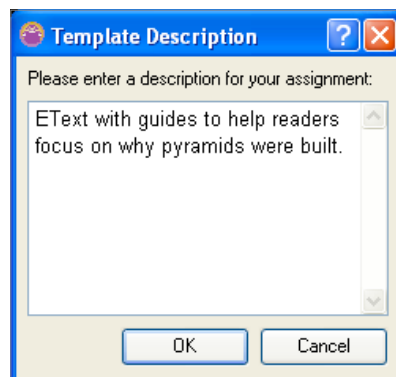 Template Description
Please enter a description for your assignment:
EText with guides to help readers
focus on why pyramids were built.
OK
Cancel